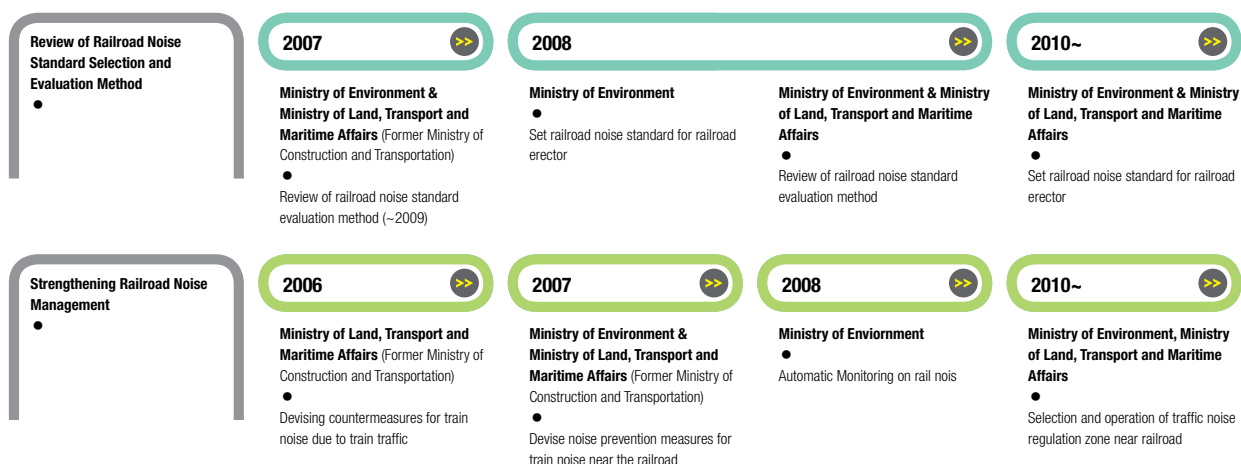 Review of Railroad Noise
Standard Selection and
Evaluation Method
●
2007 >>
Ministry of Environment &
Ministry of Land, Transport and
Maritime Affairs (Former Ministry of
Construction and Transportation)
●
Review of railroad noise standard
evaluation method (~2009)
2008 >>
Ministry of Environment
●
Set railroad noise standard for railroad
erector
Ministry of Environment & Ministry
of Land, Transport and Maritime
Affairs
●
Review of railroad noise standard
evaluation method
2010~ >>
Ministry of Environment & Ministry
of Land, Transport and Maritime
Affairs
●
Set railroad noise standard for railroad
erector
Strengthening Railroad Noise
Management
●
2006 >>
Ministry of Land, Transport and
Maritime Affairs (Former Ministry of
Construction and Transportation)
●
Devising countermeasures for train
noise due to train traffic
2007 >>
Ministry of Environment &
Ministry of Land, Transport and
Maritime Affairs (Former Ministry of
Construction and Transportation)
●
Devise noise prevention measures for
train noise near the railroad
2008 >>
Ministry of Enviornment
●
Automatic Monitoring on rail nois
2010~ >>
Ministry of Environment, Ministry
of Land, Transport and Maritime
Affairs
●
Selection and operation of traffic noise
regulation zone near railroad